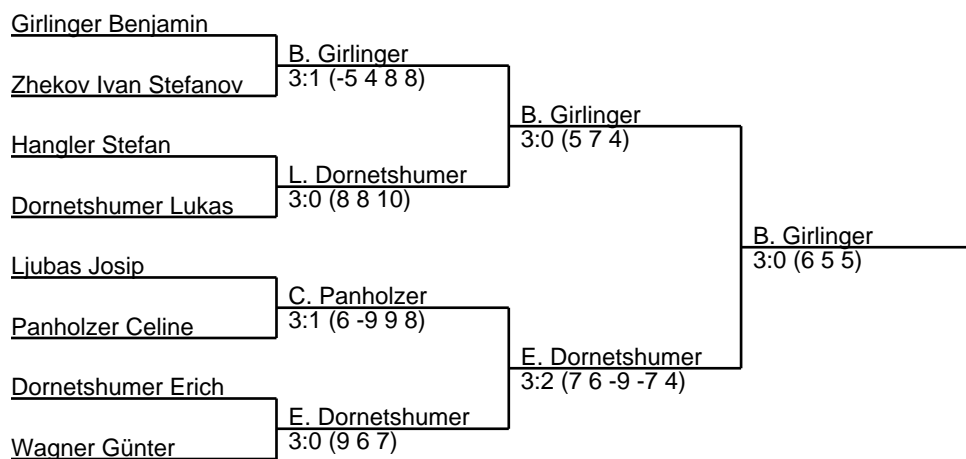 Girlinger Benjamin
B. Girlinger
3:1 (-5 4 8 8)
Zhekov Ivan Stefanov
B. Girlinger
3:0 (5 7 4)
Hangler Stefan
L. Dornetshumer
3:0 (8 8 10)
Dornetshumer Lukas
B. Girlinger
3:0 (6 5 5)
Ljubas Josip
C. Panholzer
3:1 (6 -9 9 8)
Panholzer Celine
E. Dornetshumer
3:2 (7 6 -9 -7 4)
Dornetshumer Erich
E. Dornetshumer
3:0 (9 6 7)
Wagner Günter